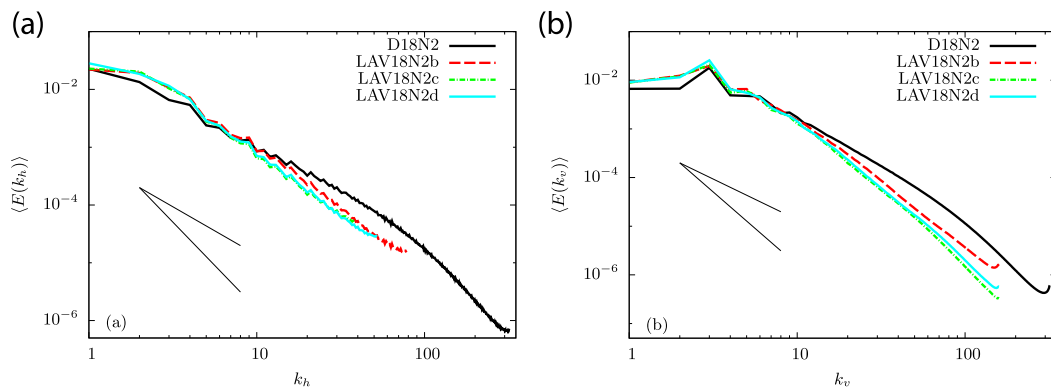 (a)
D18N2
LAV18N2b
LAV18N2c
LAV18N2d
10^−2
10^−4
10^−6
⟨E(k_h)⟩
(a)
1
10
100
k_h
(b)
D18N2
LAV18N2b
LAV18N2c
LAV18N2d
10^−2
10^−4
10^−6
⟨E(k_v)⟩
(b)
1
10
100
k_v